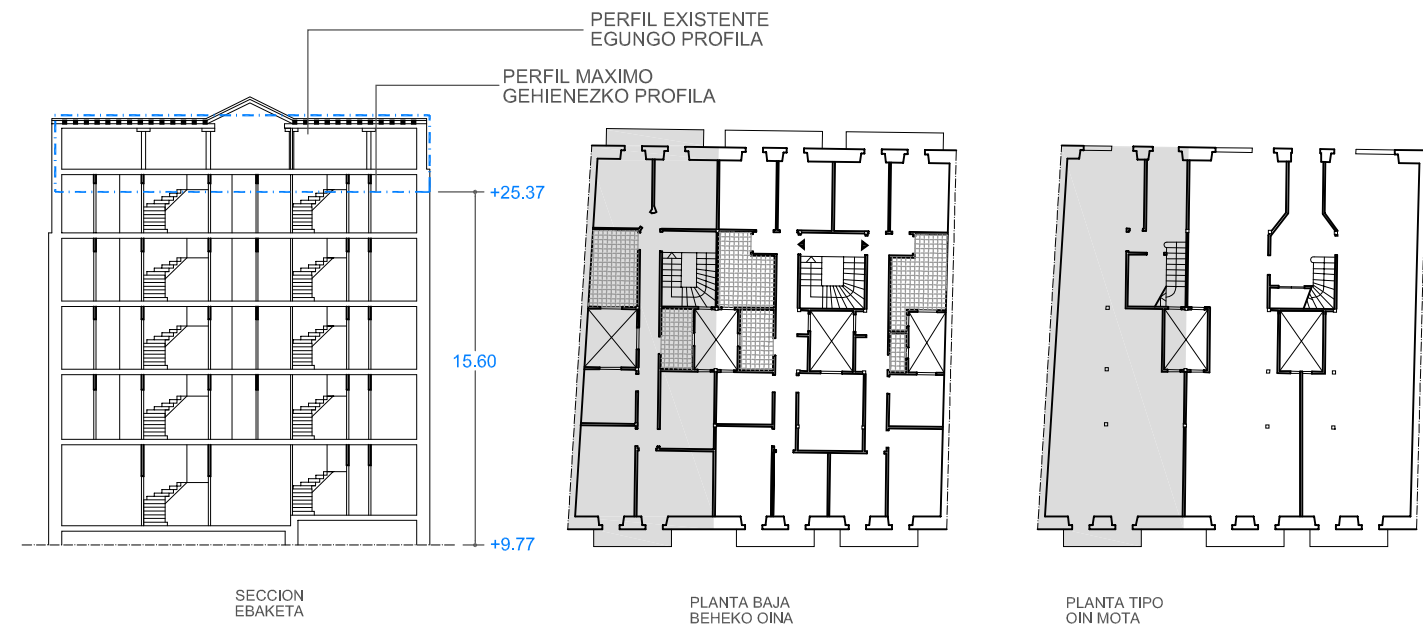 PERFIL EXISTENTE
EGUNGO PROFILA
PERFIL MAXIMO
GEHIENEZKO PROFILA
+25.37
15.60
+9.77
SECCION
EBAKETA
PLANTA BAJA
BEHEKO OINA
PLANTA TIPO
OIN MOTA